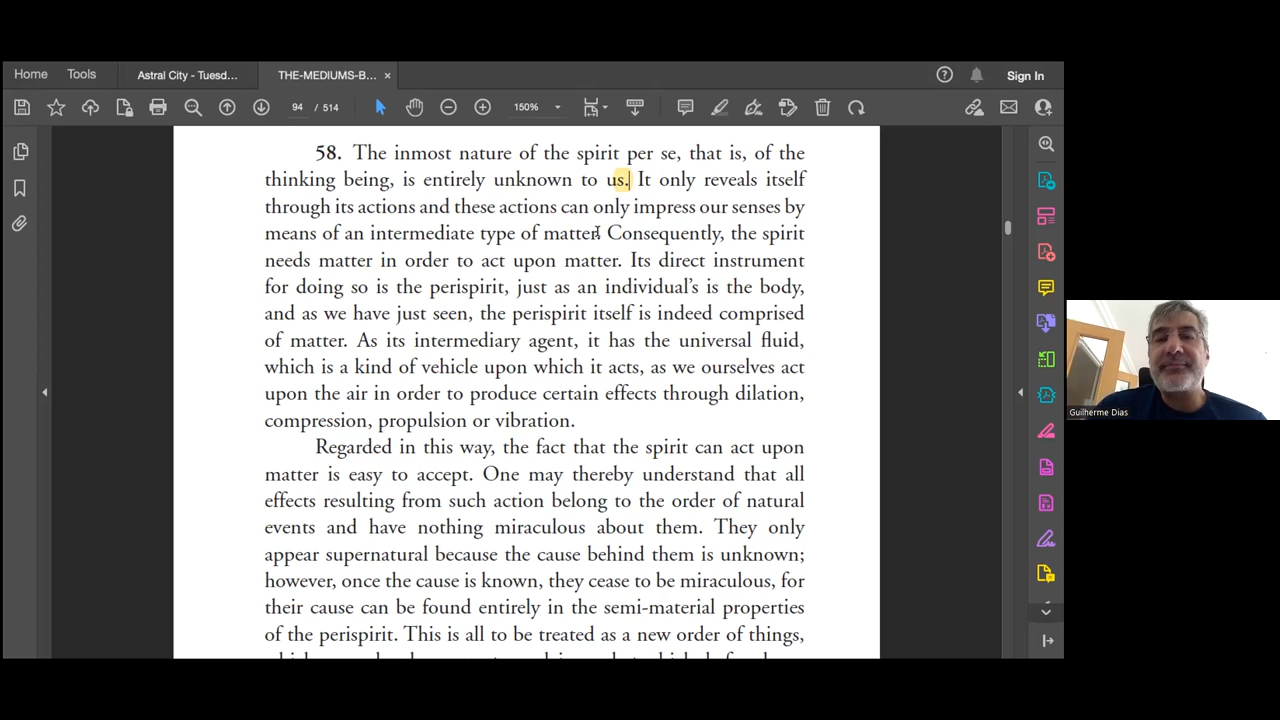 Home Tools Astral City - Tuesd... THE-MEDIUMS-B... × Sign In
94 / 514 150%
58. The inmost nature of the spirit per se, that is, of the
thinking being, is entirely unknown to us. It only reveals itself
through its actions and these actions can only impress our senses by
means of an intermediate type of matter. Consequently, the spirit
needs matter in order to act upon matter. Its direct instrument
for doing so is the perispirit, just as an individual’s is the body,
and as we have just seen, the perispirit itself is indeed comprised
of matter. As its intermediary agent, it has the universal fluid,
which is a kind of vehicle upon which it acts, as we ourselves act
upon the air in order to produce certain effects through dilation,
compression, propulsion or vibration.
Regarded in this way, the fact that the spirit can act upon
matter is easy to accept. One may thereby understand that all
effects resulting from such action belong to the order of natural
events and have nothing miraculous about them. They only
appear supernatural because the cause behind them is unknown;
however, once the cause is known, they cease to be miraculous, for
their cause can be found entirely in the semi-material properties
of the perispirit. This is all to be treated as a new order of things,
Guilherme Dias